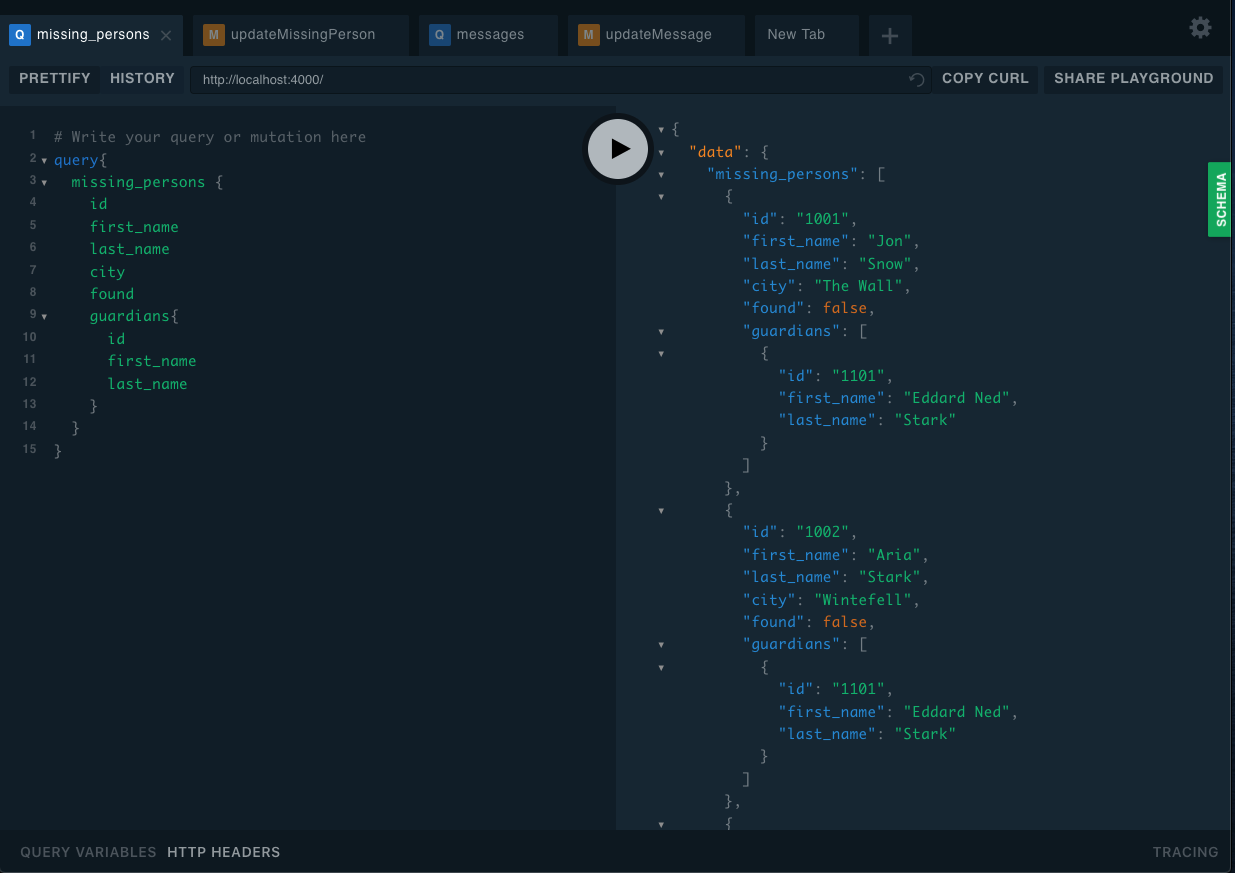 Q missing_persons
M updateMissingPerson
Q messages
M updateMessage
New Tab
PRETTIFY HISTORY http://localhost:4000/ COPY CURL SHARE PLAYGROUND
1 # Write your query or mutation here
2 query{
3 missing_persons {
4 id
5 first_name
6 last_name
7 city
8 found
9 guardians{
10 id
11 first_name
12 last_name
13 }
14 }
15 }
{
"data": {
"missing_persons": [
{
"id": "1001",
"first_name": "Jon",
"last_name": "Snow",
"city": "The Wall",
"found": false,
"guardians": [
{
"id": "1101",
"first_name": "Eddard Ned",
"last_name": "Stark"
}
]
},
{
"id": "1002",
"first_name": "Aria",
"last_name": "Stark",
"city": "Wintefell",
"found": false,
"guardians": [
{
"id": "1101",
"first_name": "Eddard Ned",
"last_name": "Stark"
}
]
},
{
SCHEMA
QUERY VARIABLES HTTP HEADERS
TRACING